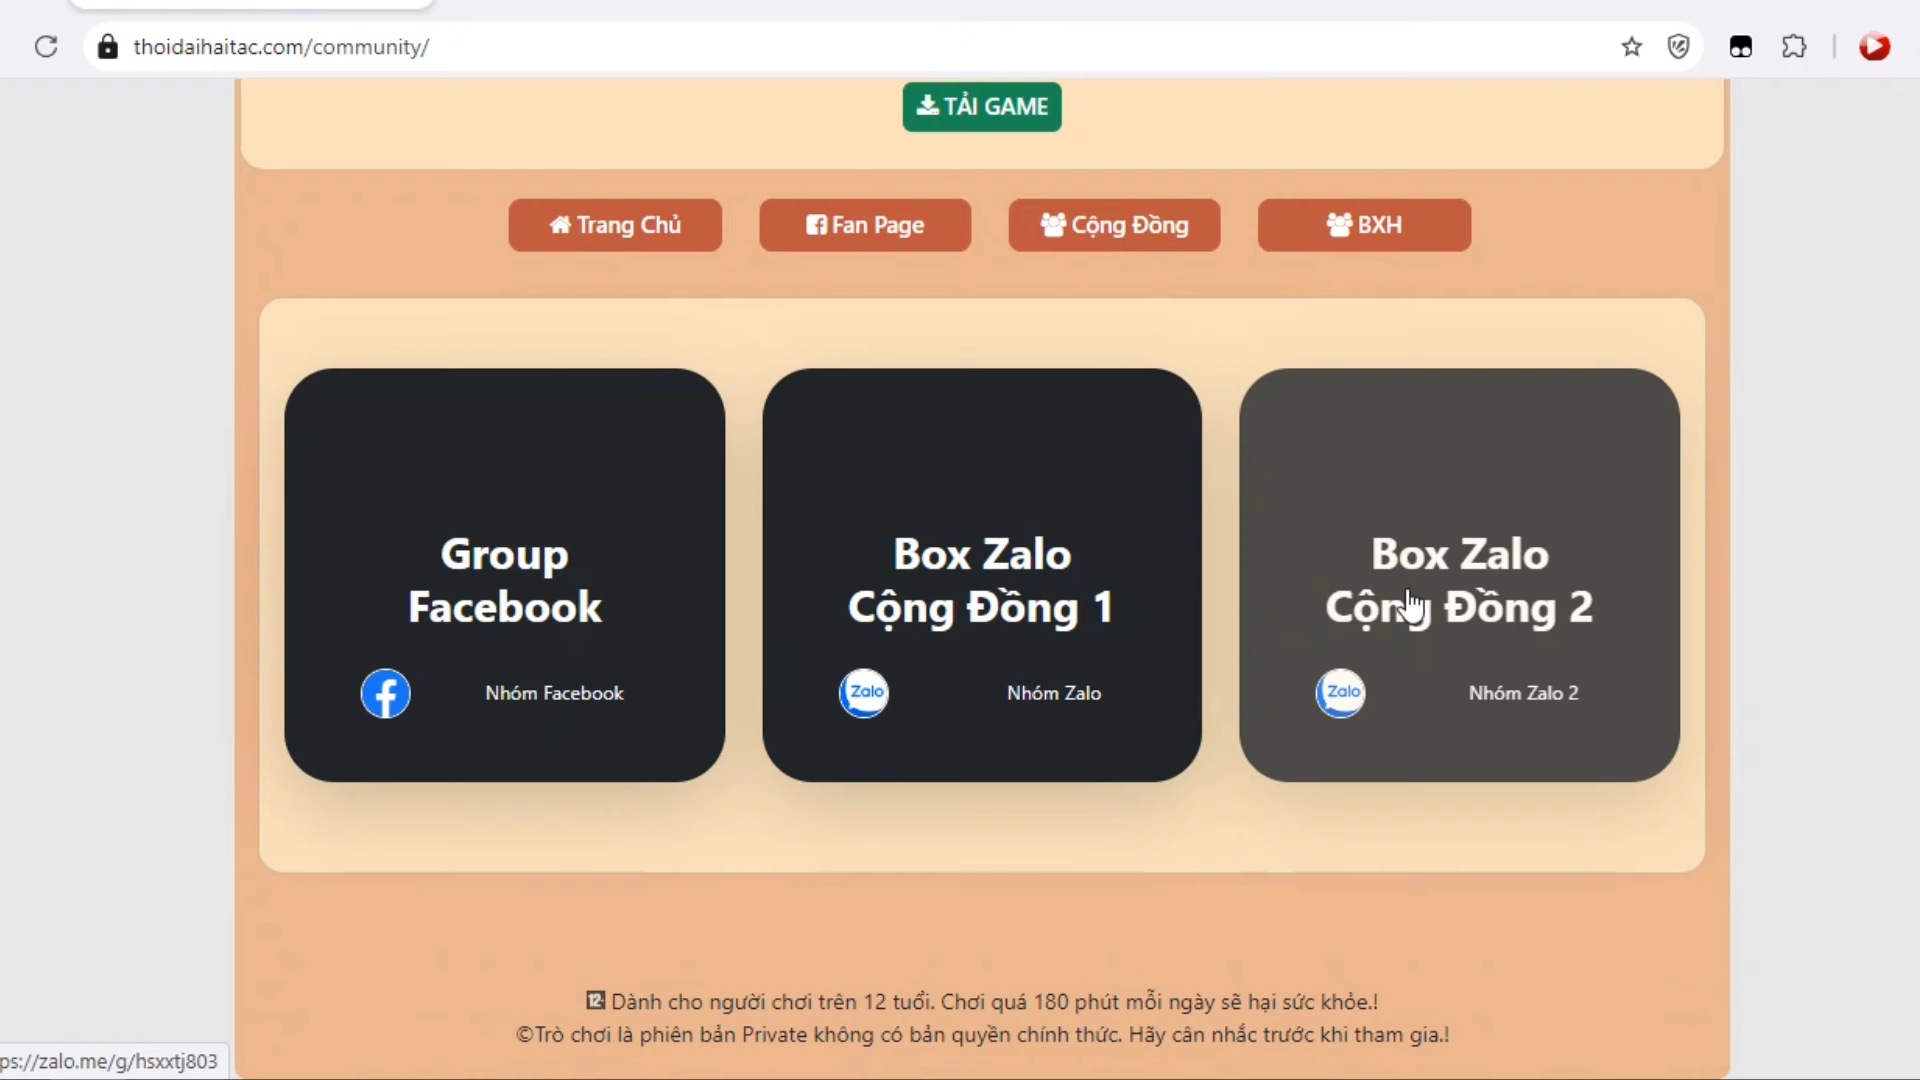 thoidaihaitac.com/community/
TẢI GAME
Trang Chủ
Fan Page
Cộng Đồng
BXH
Group
Facebook
Nhóm Facebook
Box Zalo
Cộng Đồng 1
Zalo
Nhóm Zalo
Box Zalo
Cộng Đồng 2
Zalo
Nhóm Zalo 2
12+ Dành cho người chơi trên 12 tuổi. Chơi quá 180 phút mỗi ngày sẽ hại sức khỏe.!
©Trò chơi là phiên bản Private không có bản quyền chính thức. Hãy cân nhắc trước khi tham gia.!
ps://zalo.me/g/hsxxtj803